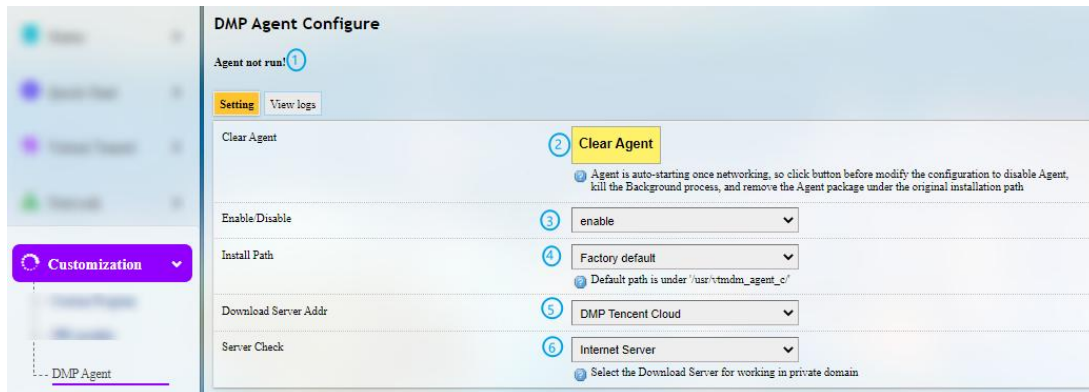 DMP Agent Configure
Agent not run! 1
Setting View logs
Clear Agent 2 Clear Agent
Agent is auto-starting once networking, so click button before modify the configuration to disable Agent,
kill the Background process, and remove the Agent package under the original installation path
Enable/Disable 3 enable
Install Path 4 Factory default
Default path is under '/usr/vtmdm_agent_c/'
Download Server Addr 5 DMP Tencent Cloud
Server Check 6 Internet Server
Select the Download Server for working in private domain
Customization
DMP Agent